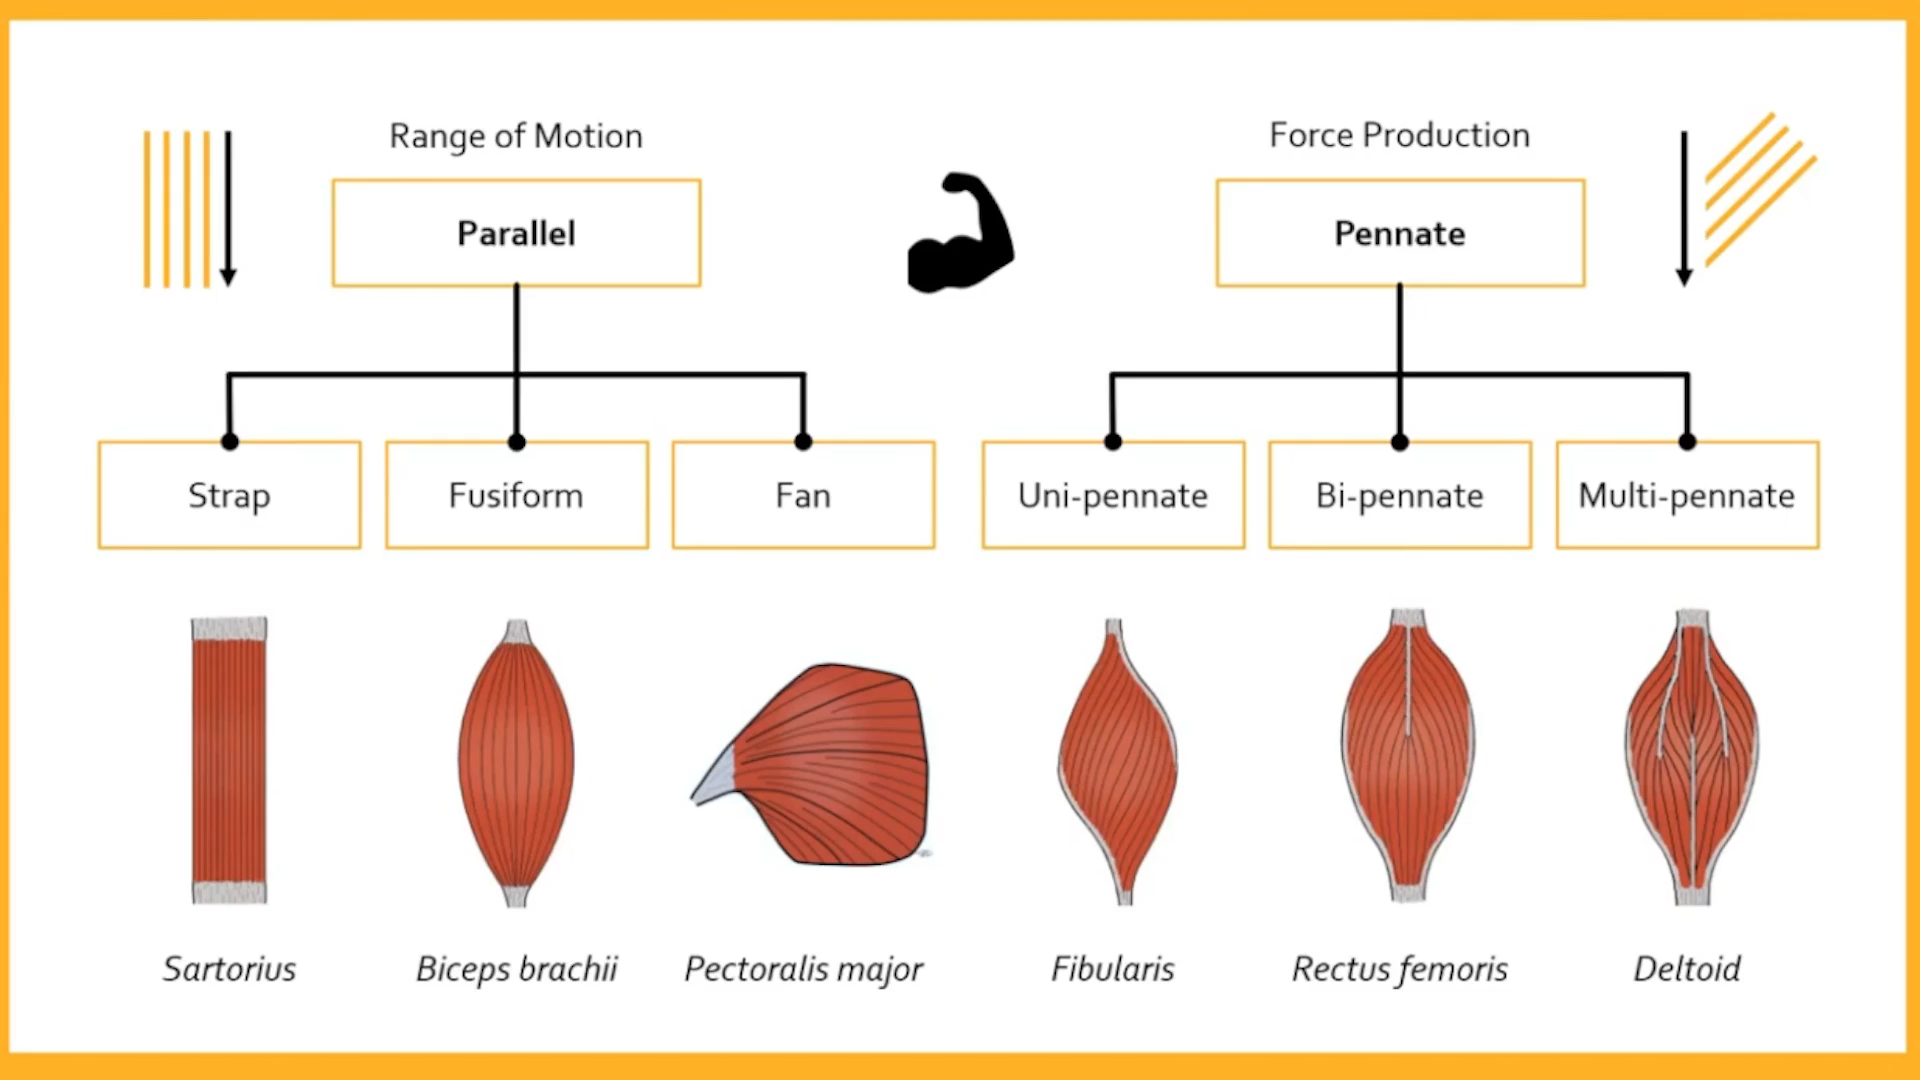 Range of Motion
Force Production
Parallel
Pennate
Strap
Fusiform
Fan
Uni-pennate
Bi-pennate
Multi-pennate
Sartorius
Biceps brachii
Pectoralis major
Fibularis
Rectus femoris
Deltoid